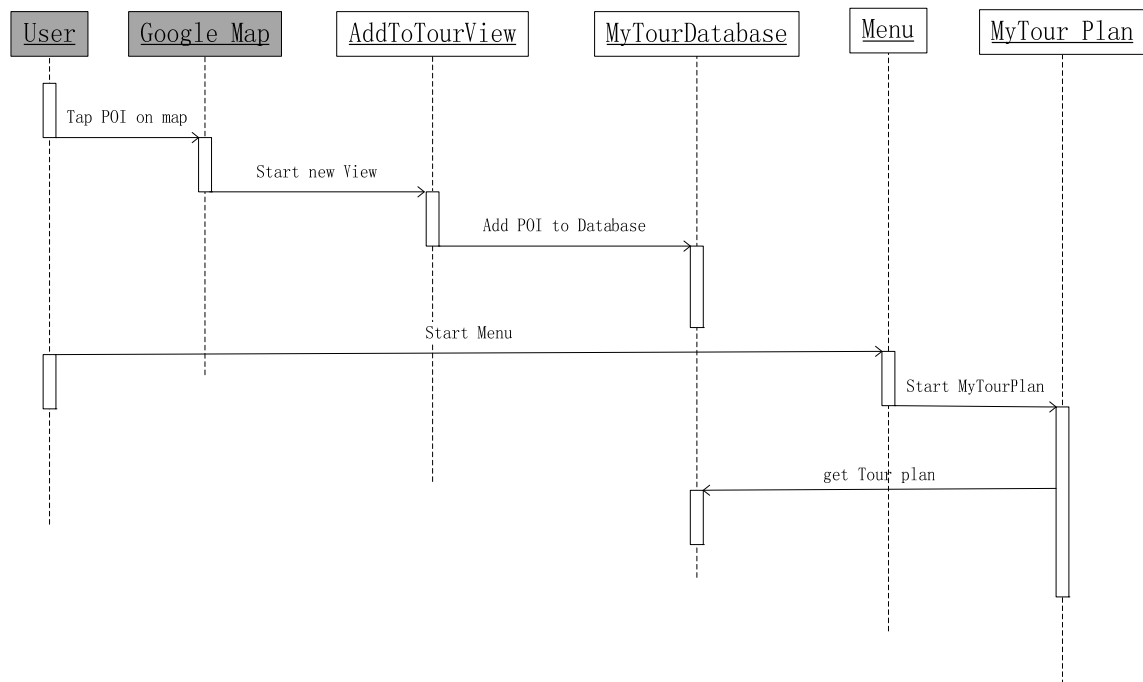 User
Google Map
AddToTourView
MyTourDatabase
Menu
MyTour Plan
Tap POI on map
Start new View
Add POI to Database
Start Menu
Start MyTourPlan
get Tour plan